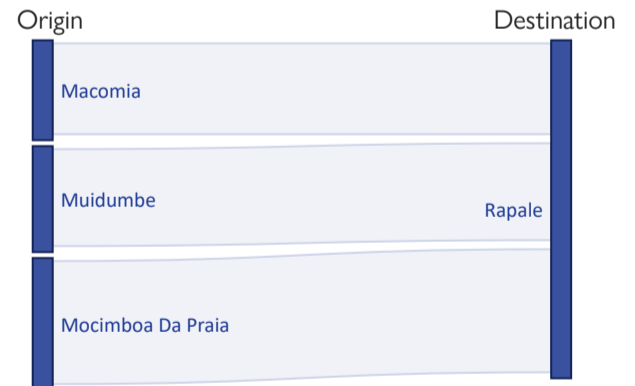 Origin
Destination
Macomia
Muidumbe
Rapale
Mocimboa Da Praia